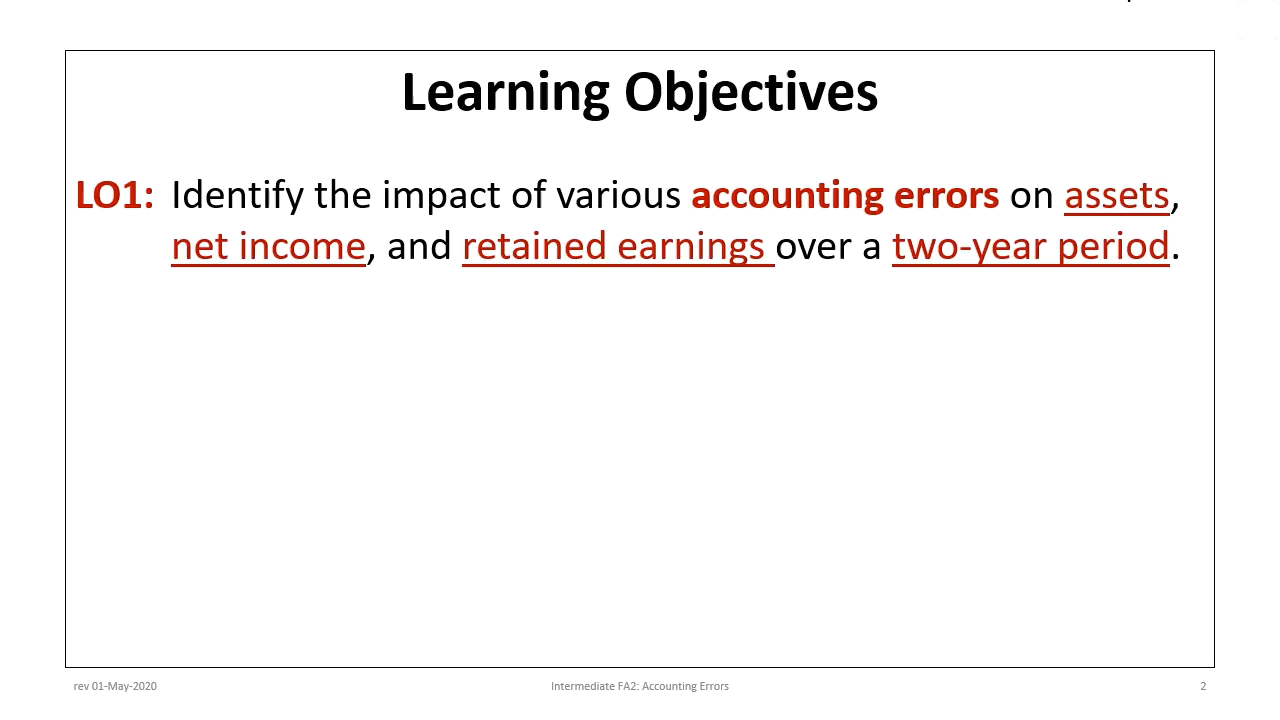 Learning Objectives
LO1: Identify the impact of various accounting errors on assets,
net income, and retained earnings over a two-year period.
rev 01-May-2020
Intermediate FA2: Accounting Errors
2